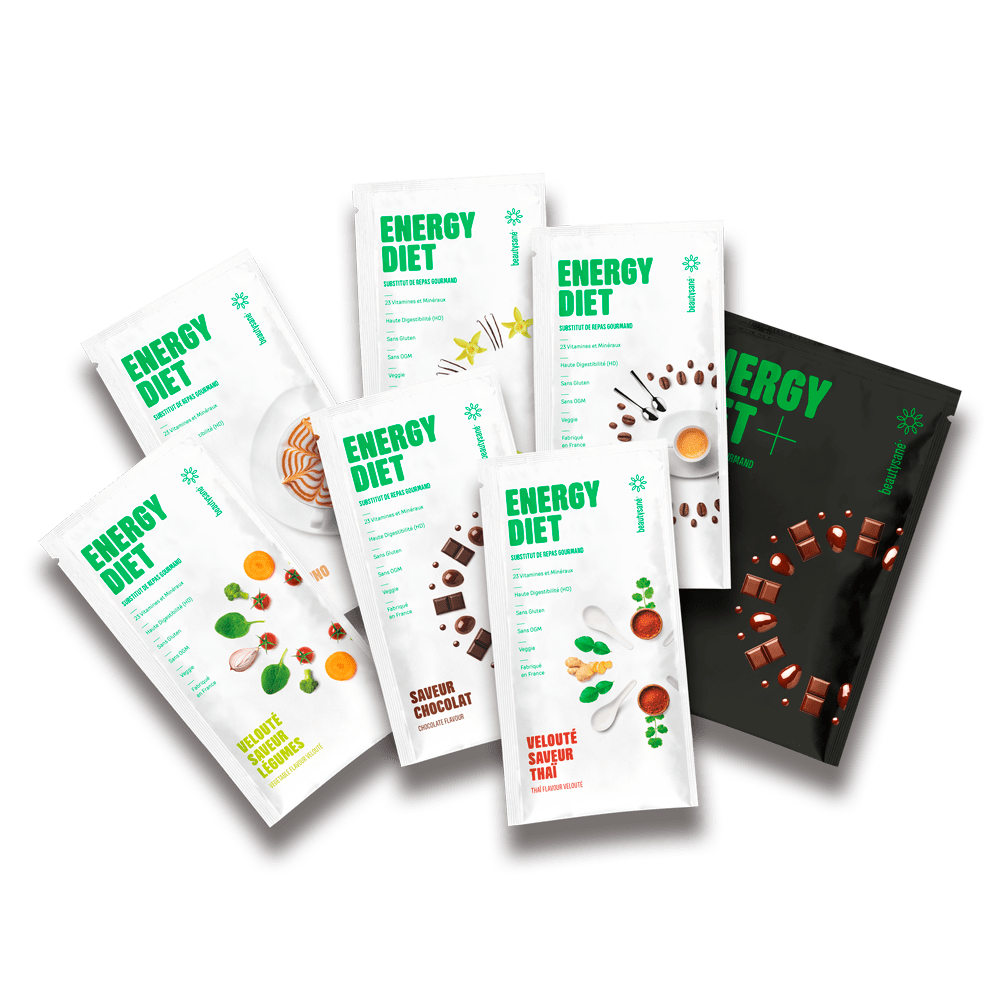 ENERGY
DIET
SUBSTITUT DE REPAS GOURMAND
23 Vitamines et Minéraux
Haute Digestibilité (HD)
Sans Gluten
Sans OGM
Veggie
beautysané
ENERGY
DIET
SUBSTITUT DE REPAS GOURMAND
23 Vitamines et Minéraux
Haute Digestibilité (HD)
Sans Gluten
Sans OGM
Veggie
Fabriqué
en France
beautysané
ENERGY
DIET
SUBSTITUT DE REPAS GOURMAND
23 Vitamines et Minéraux
beautysané
NERGY
ET+
RMAND
beautysané
ENERGY
DIET
SUBSTITUT DE REPAS GOURMAND
23 Vitamines et Minéraux
Haute Digestibilité (HD)
Sans Gluten
Sans OGM
Veggie
Fabriqué
en France
beautysané
SAVEUR
CHOCOLAT
CHOCOLATE FLAVOUR
ENERGY
DIET
SUBSTITUT DE REPAS GOURMAND
23 Vitamines et Minéraux
Haute Digestibilité (HD)
Sans Gluten
Sans OGM
Veggie
Fabriqué
en France
beautysané
VELOUTÉ
SAVEUR
LÉGUMES
VEGETABLE FLAVOUR VELOUTÉ
ENERGY
DIET
SUBSTITUT DE REPAS GOURMAND
23 Vitamines et Minéraux
Haute Digestibilité (HD)
Sans Gluten
Sans OGM
Veggie
Fabriqué
en France
beautysané
VELOUTÉ
SAVEUR
THAÏ
THAÏ FLAVOUR VELOUTÉ